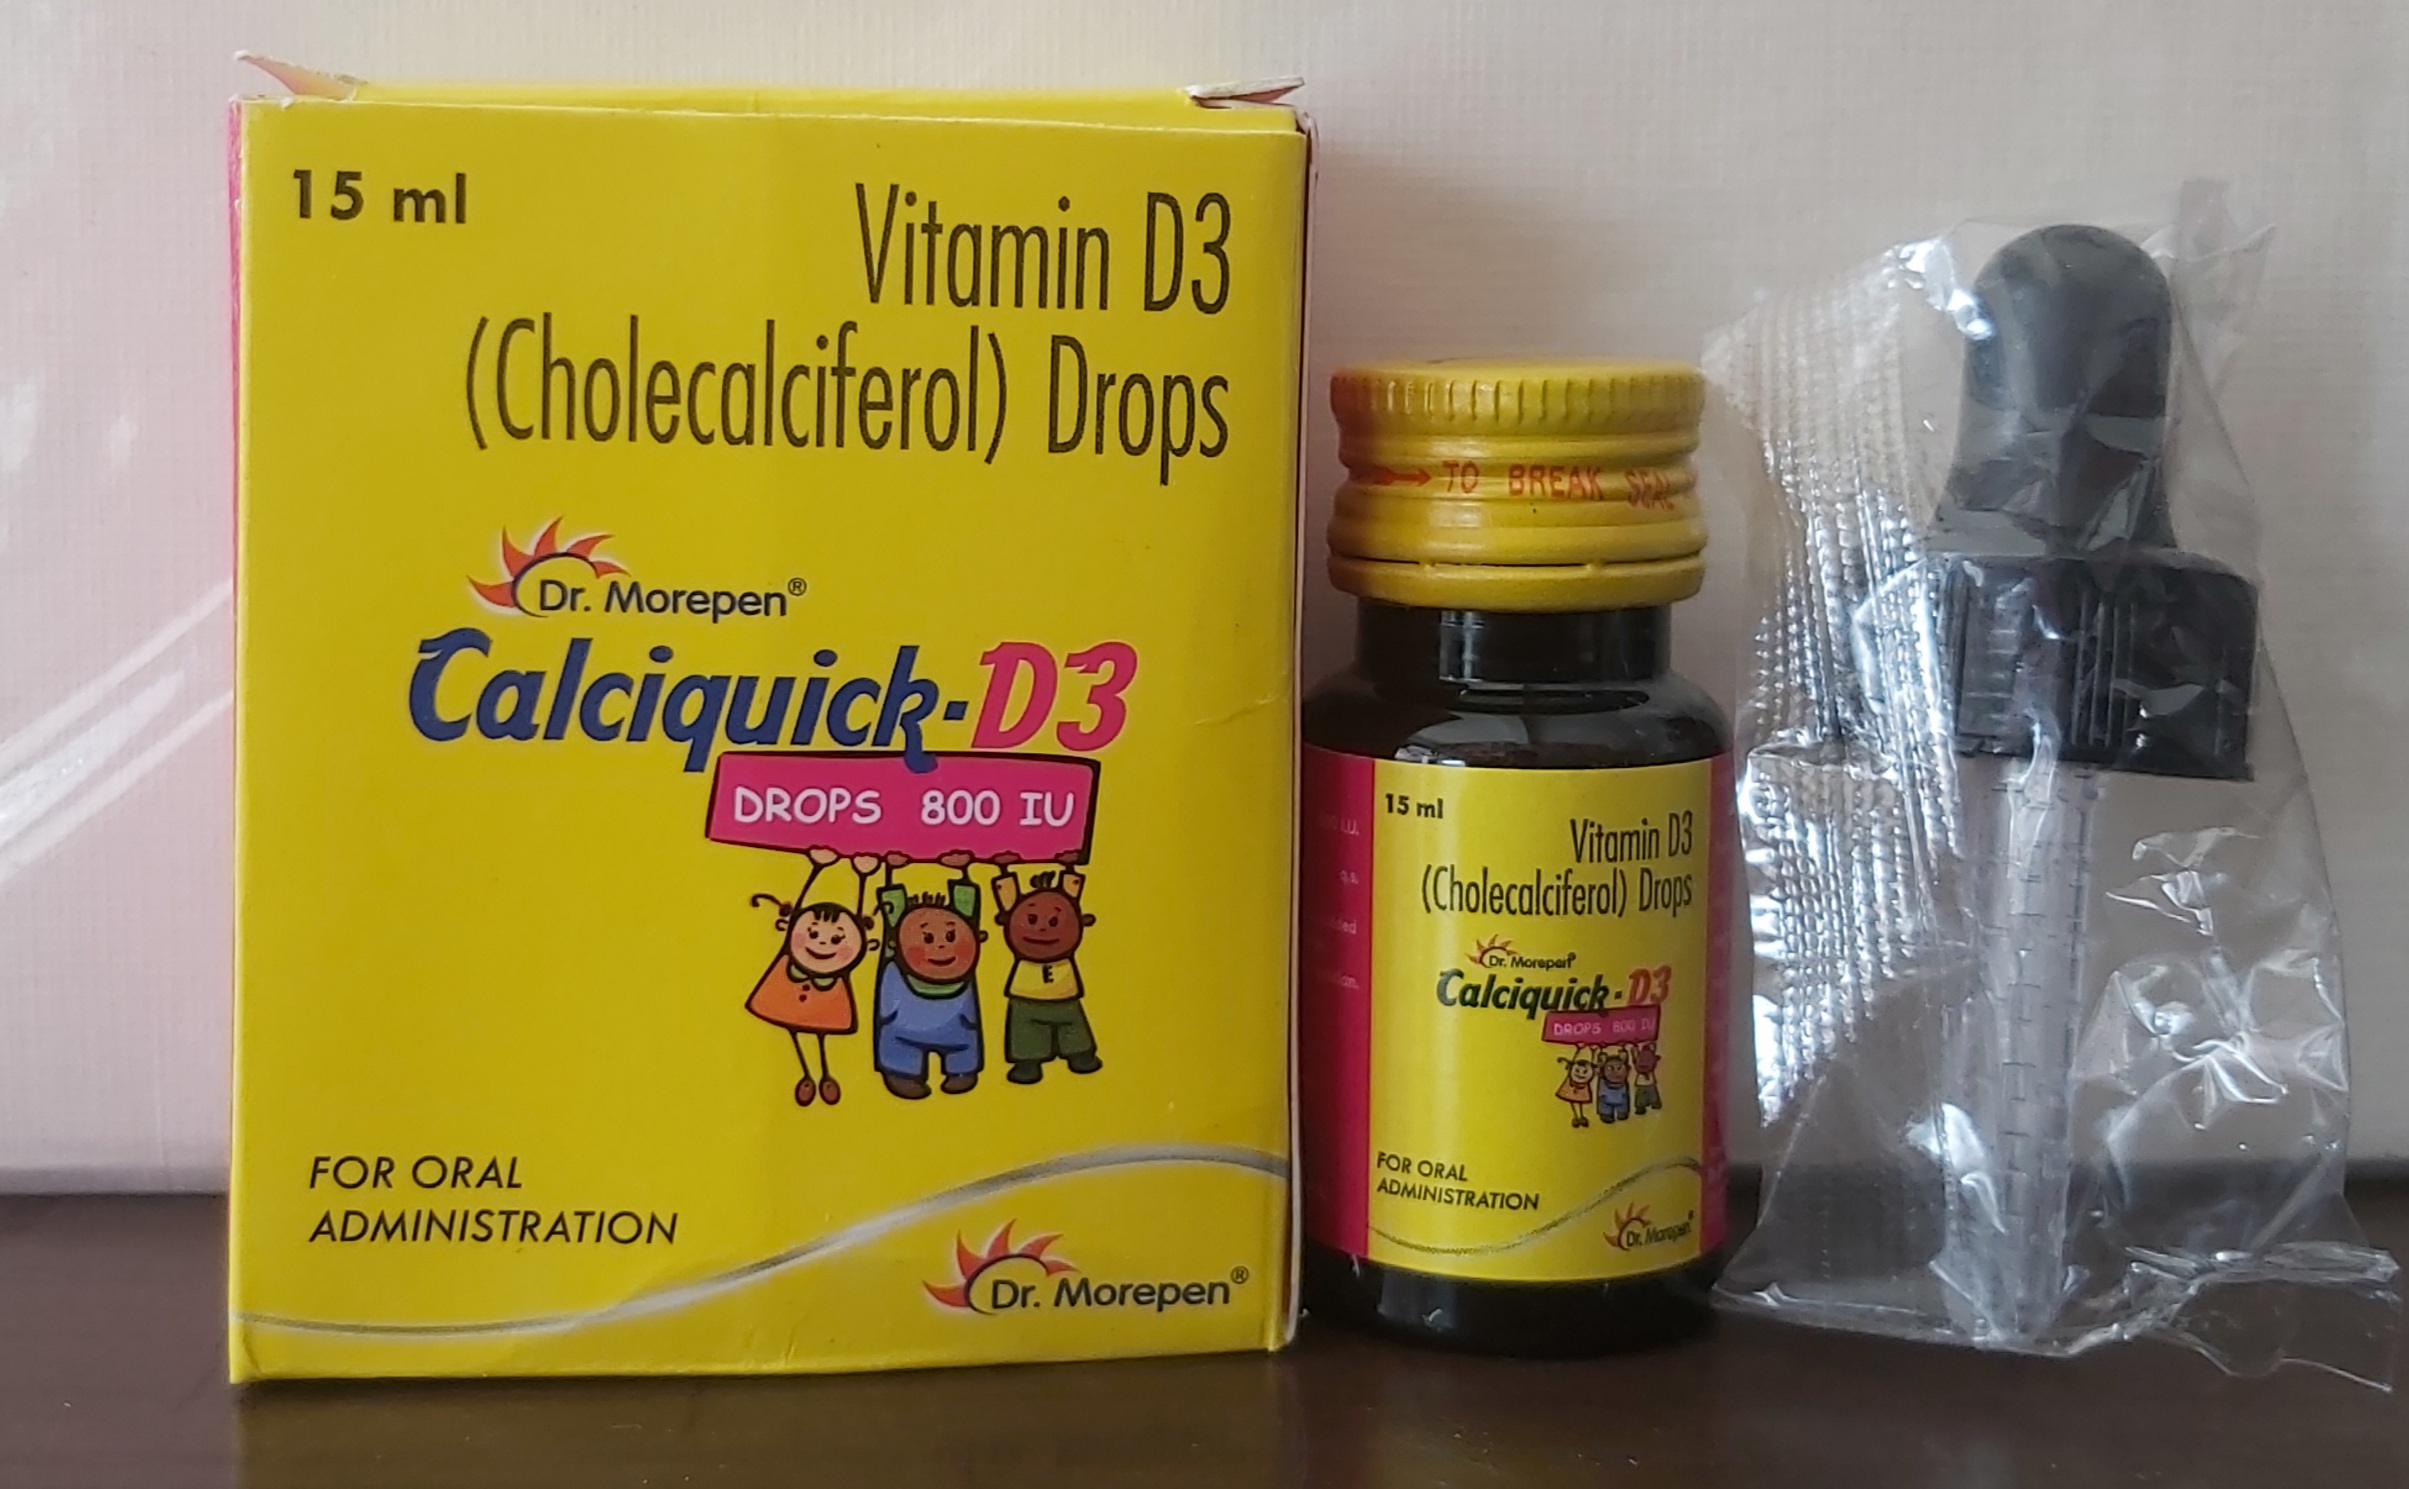 15 ml
Vitamin D3
(Cholecalciferol) Drops
Dr. Morepen®
Calciquick-D3
DROPS 800 IU
E
FOR ORAL
ADMINISTRATION
Dr. Morepen®
TO BREAK SEAL
15 ml
Vitamin D3
(Cholecalciferol) Drops
Dr. Morepen®
Calciquick-D3
DROPS 800 IU
FOR ORAL
ADMINISTRATION
Dr. Morepen®
I.U.
q.s.